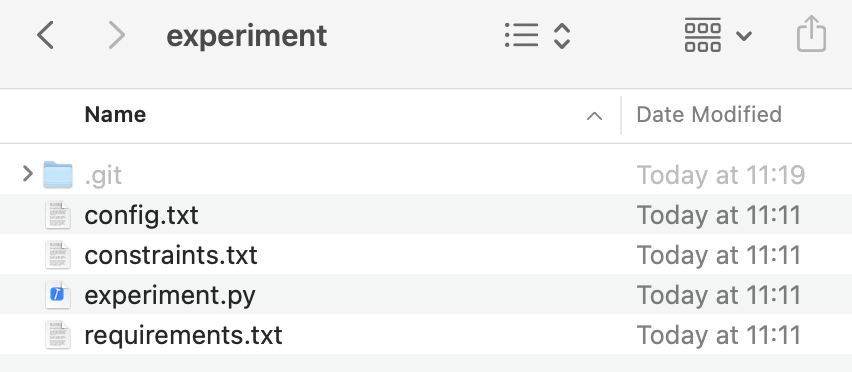 experiment
Name Date Modified
.git Today at 11:19
config.txt Today at 11:11
constraints.txt Today at 11:11
experiment.py Today at 11:11
requirements.txt Today at 11:11